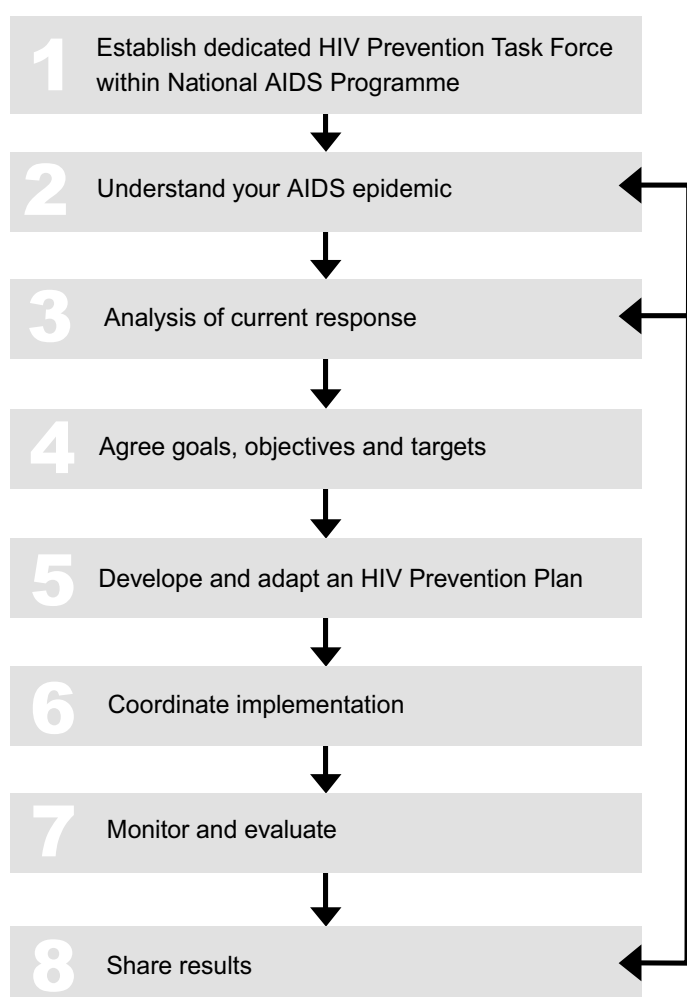 1
Establish dedicated HIV Prevention Task Force
within National AIDS Programme
2
Understand your AIDS epidemic
3
Analysis of current response
4
Agree goals, objectives and targets
5
Develope and adapt an HIV Prevention Plan
6
Coordinate implementation
7
Monitor and evaluate
8
Share results